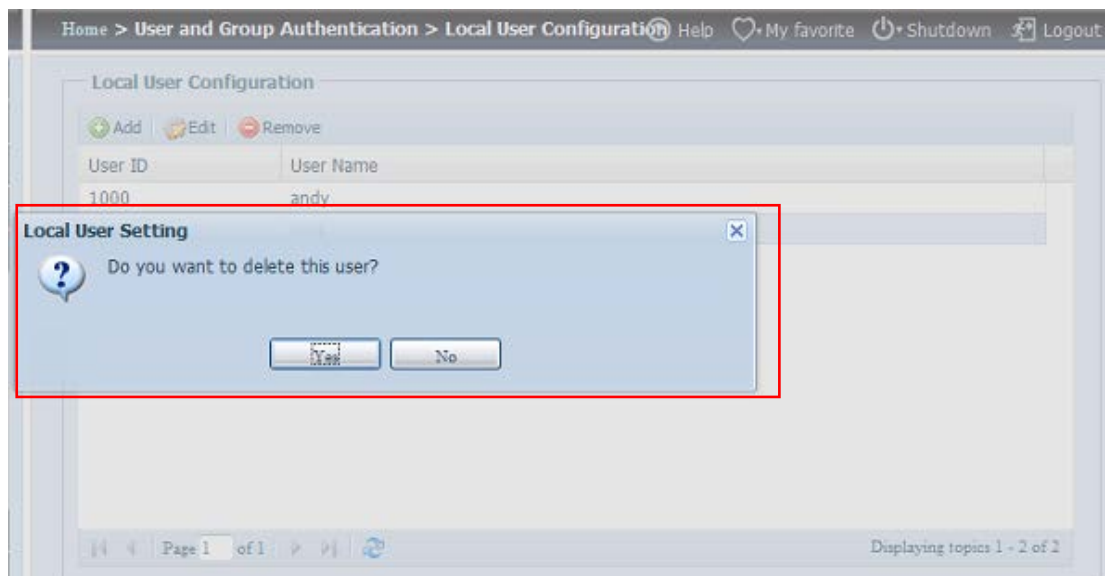 Home > User and Group Authentication > Local User Configuration Help My favorite Shutdown Logout
Local User Configuration
Add Edit Remove
User ID User Name
1000 andy
Local User Setting
Do you want to delete this user?
Yes No
Page 1 of 1 Displaying topics 1 - 2 of 2